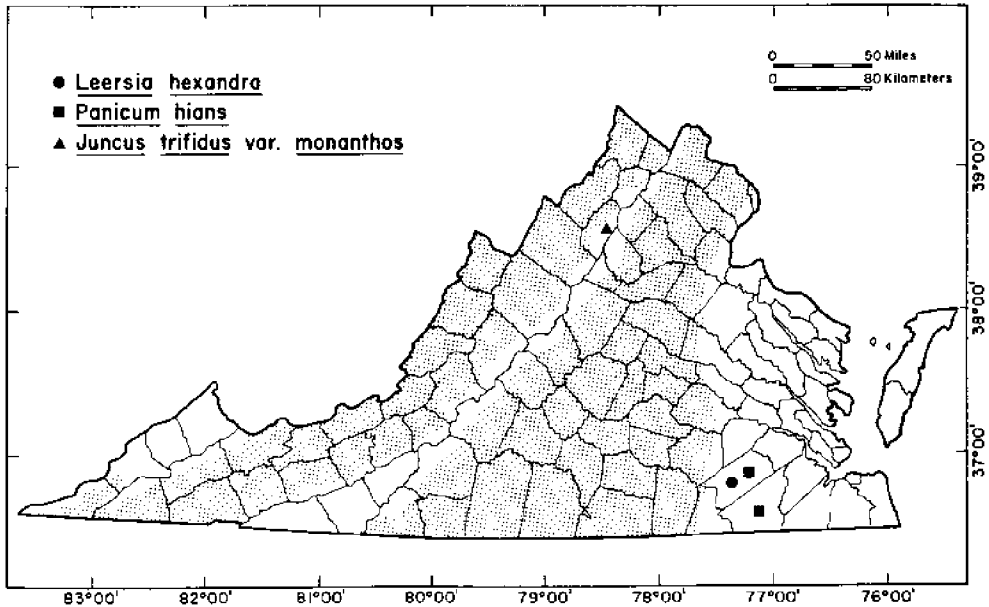 0 50 Miles
0 80 Kilometers
● Leersia hexandra
■ Panicum hians
▲ Juncus trifidus var. monanthos
39°00'
38°00'
37°00'
83°00' 82°00' 81°00' 80°00' 79°00' 78°00' 77°00' 76°00'